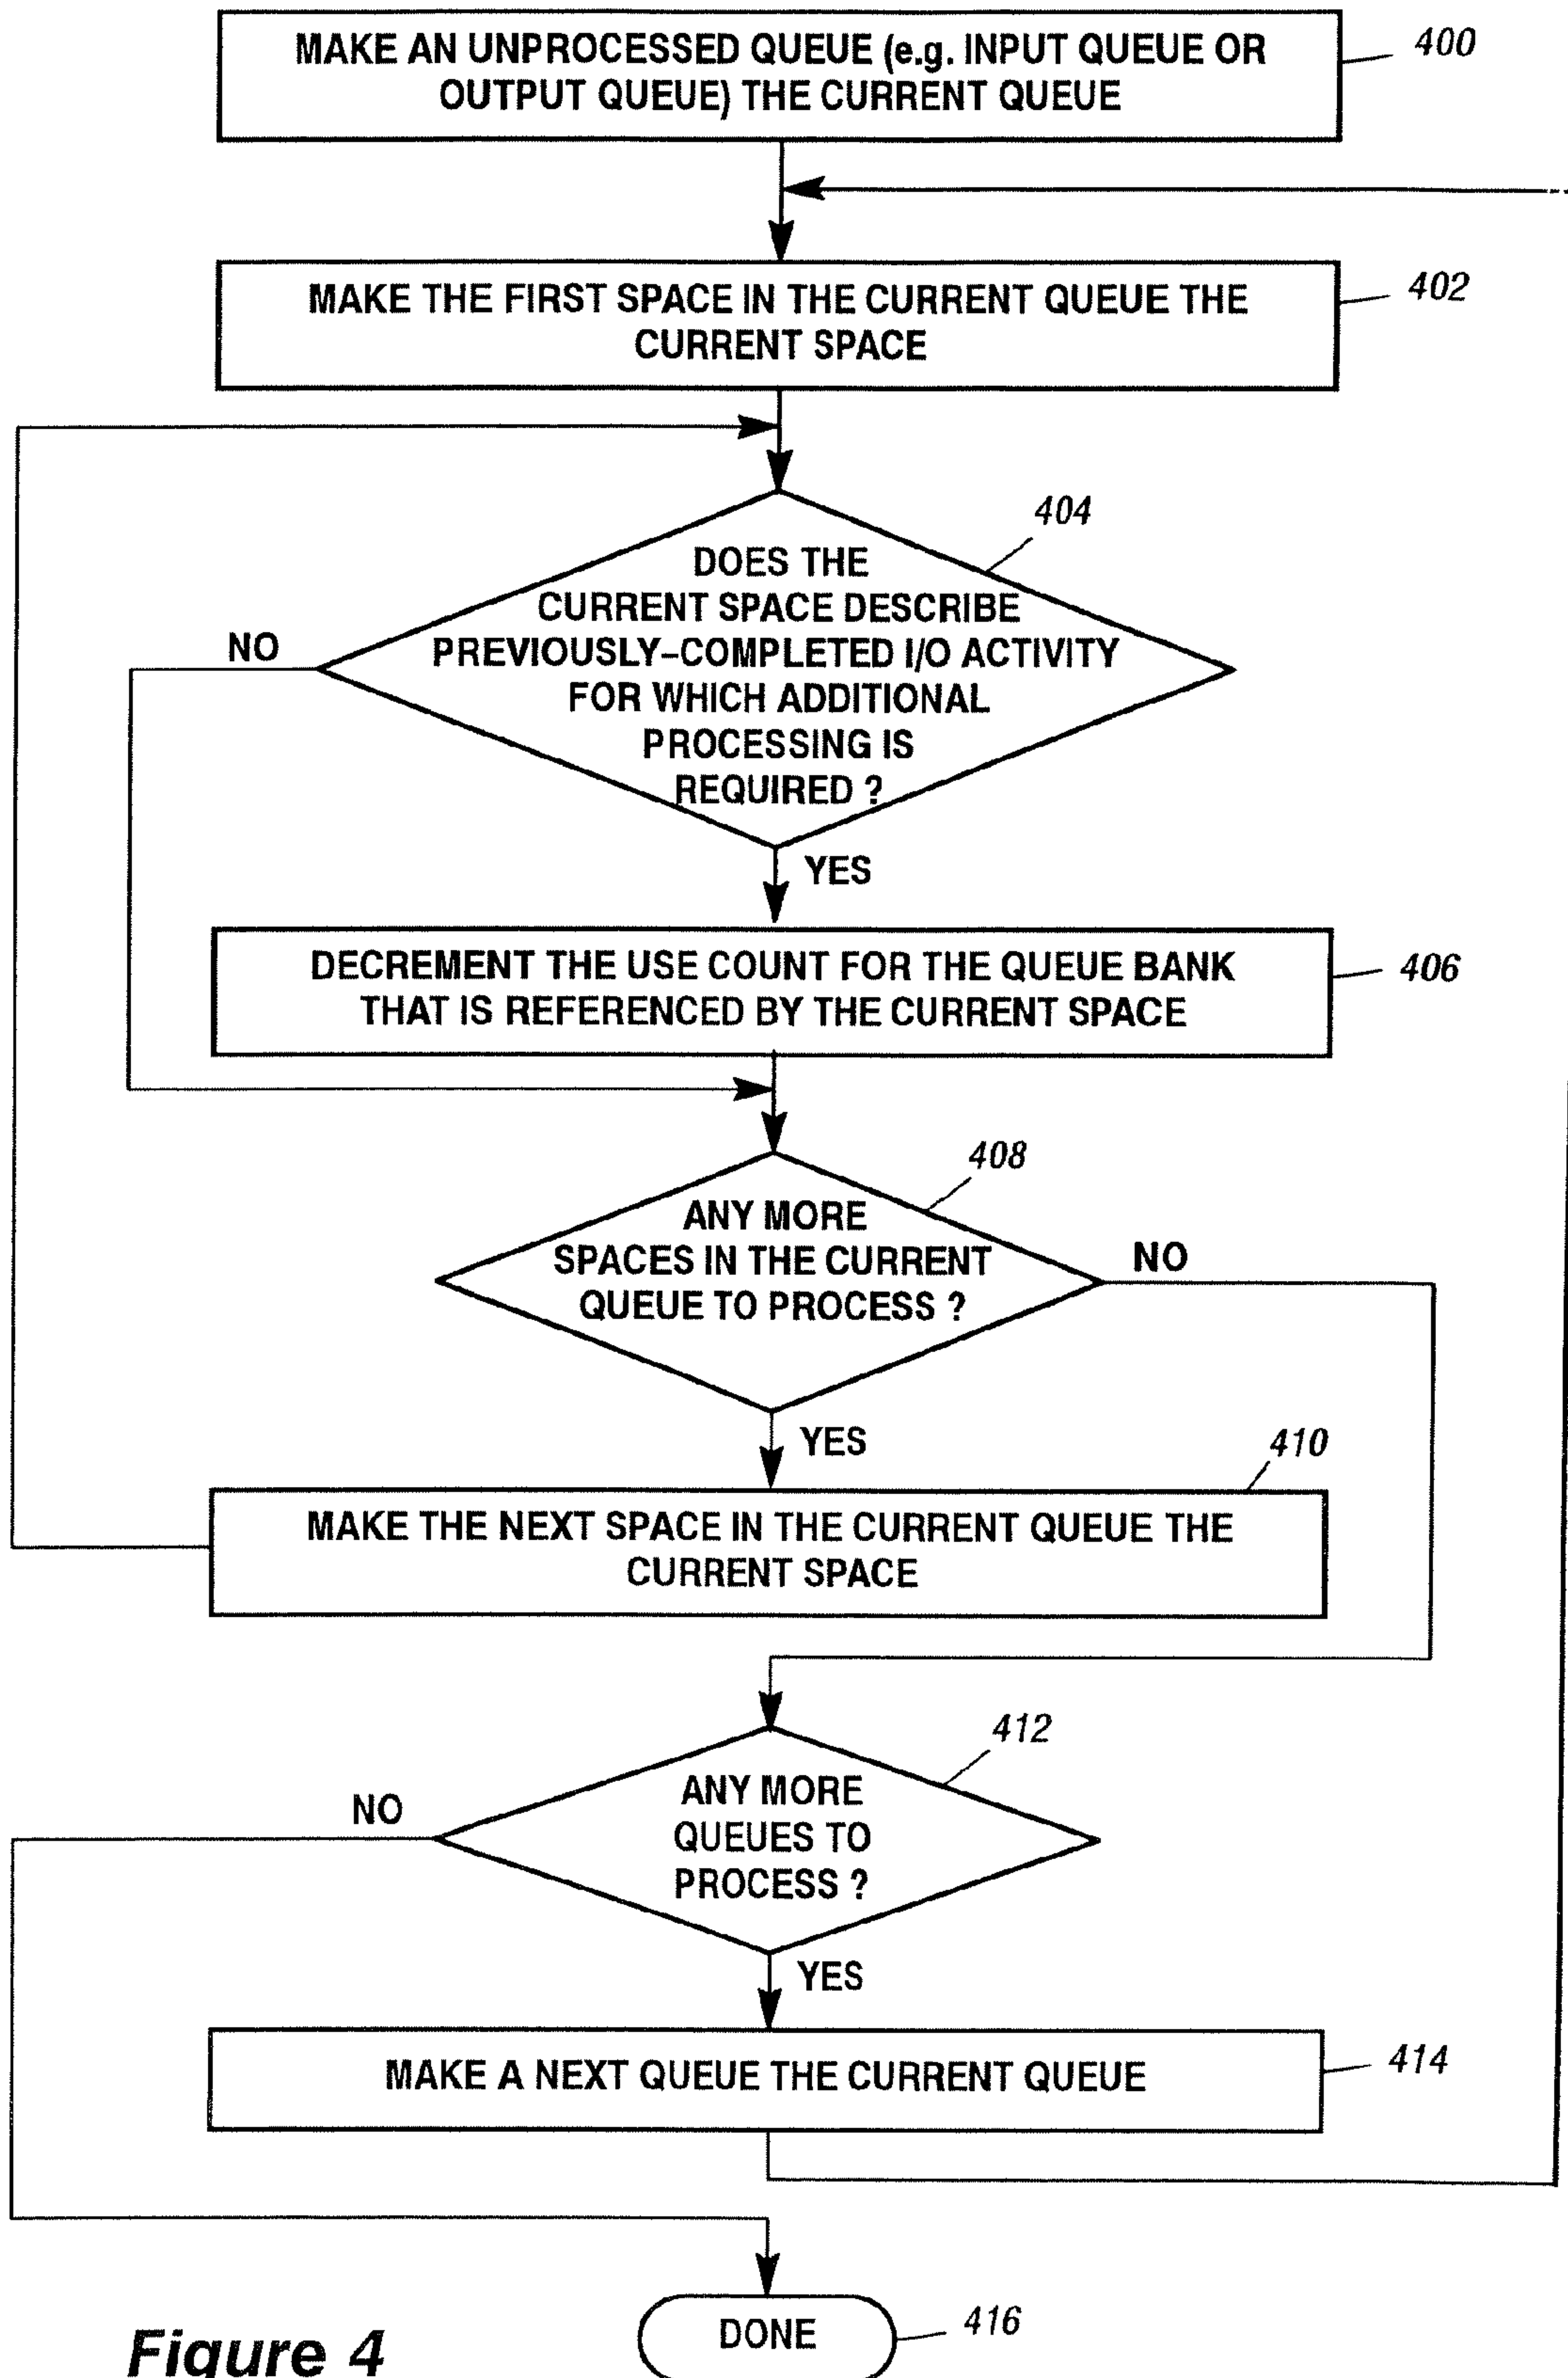 MAKE AN UNPROCESSED QUEUE (e.g. INPUT QUEUE OR
OUTPUT QUEUE) THE CURRENT QUEUE
400
MAKE THE FIRST SPACE IN THE CURRENT QUEUE THE
CURRENT SPACE
402
404
DOES THE
CURRENT SPACE DESCRIBE
PREVIOUSLY-COMPLETED I/O ACTIVITY
FOR WHICH ADDITIONAL
PROCESSING IS
REQUIRED ?
NO
YES
DECREMENT THE USE COUNT FOR THE QUEUE BANK
THAT IS REFERENCED BY THE CURRENT SPACE
406
408
ANY MORE
SPACES IN THE CURRENT
QUEUE TO PROCESS ?
NO
YES
410
MAKE THE NEXT SPACE IN THE CURRENT QUEUE THE
CURRENT SPACE
412
ANY MORE
QUEUES TO
PROCESS ?
NO
YES
MAKE A NEXT QUEUE THE CURRENT QUEUE
414
DONE
416
Figure 4